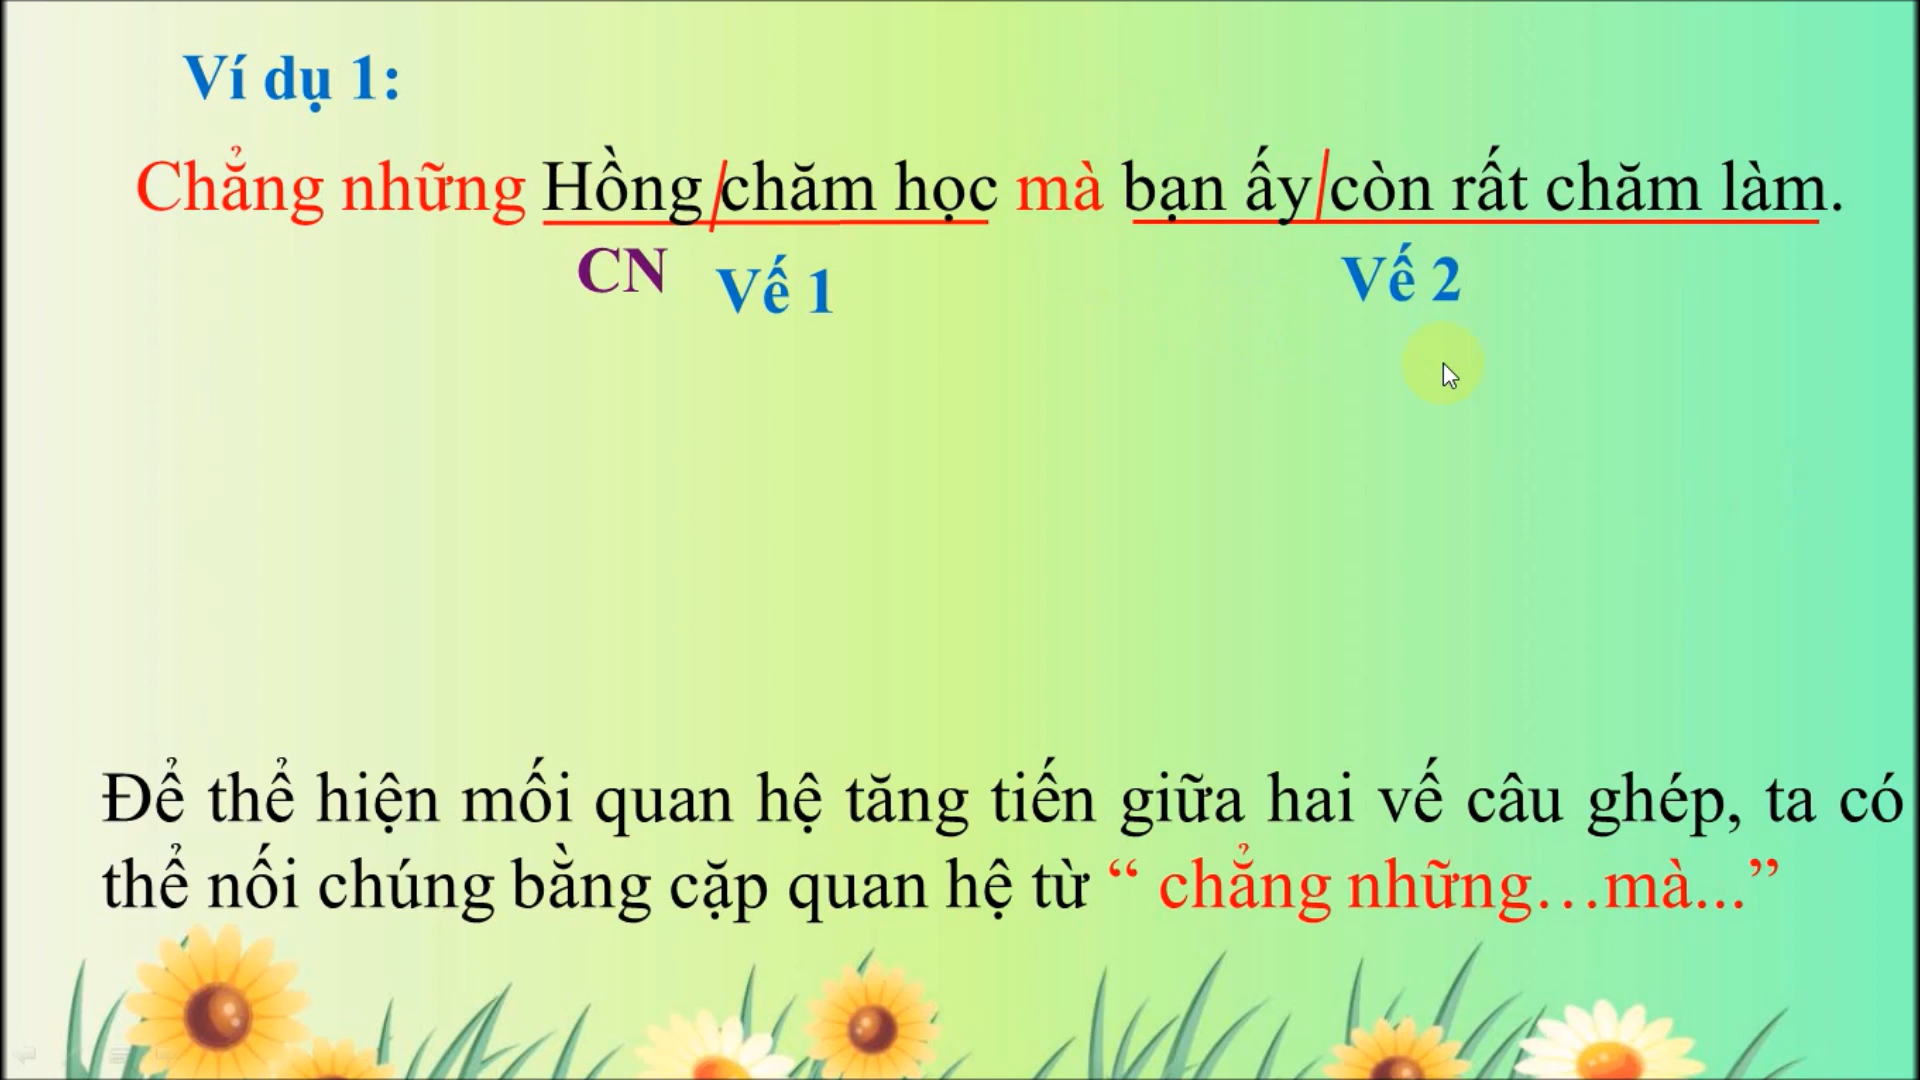 Ví dụ 1:
Chẳng những Hồng/chăm học mà bạn ấy/còn rất chăm làm.
CN Vế 1 Vế 2
Để thể hiện mối quan hệ tăng tiến giữa hai vế câu ghép, ta có
thể nối chúng bằng cặp quan hệ từ “ chẳng những…mà...”